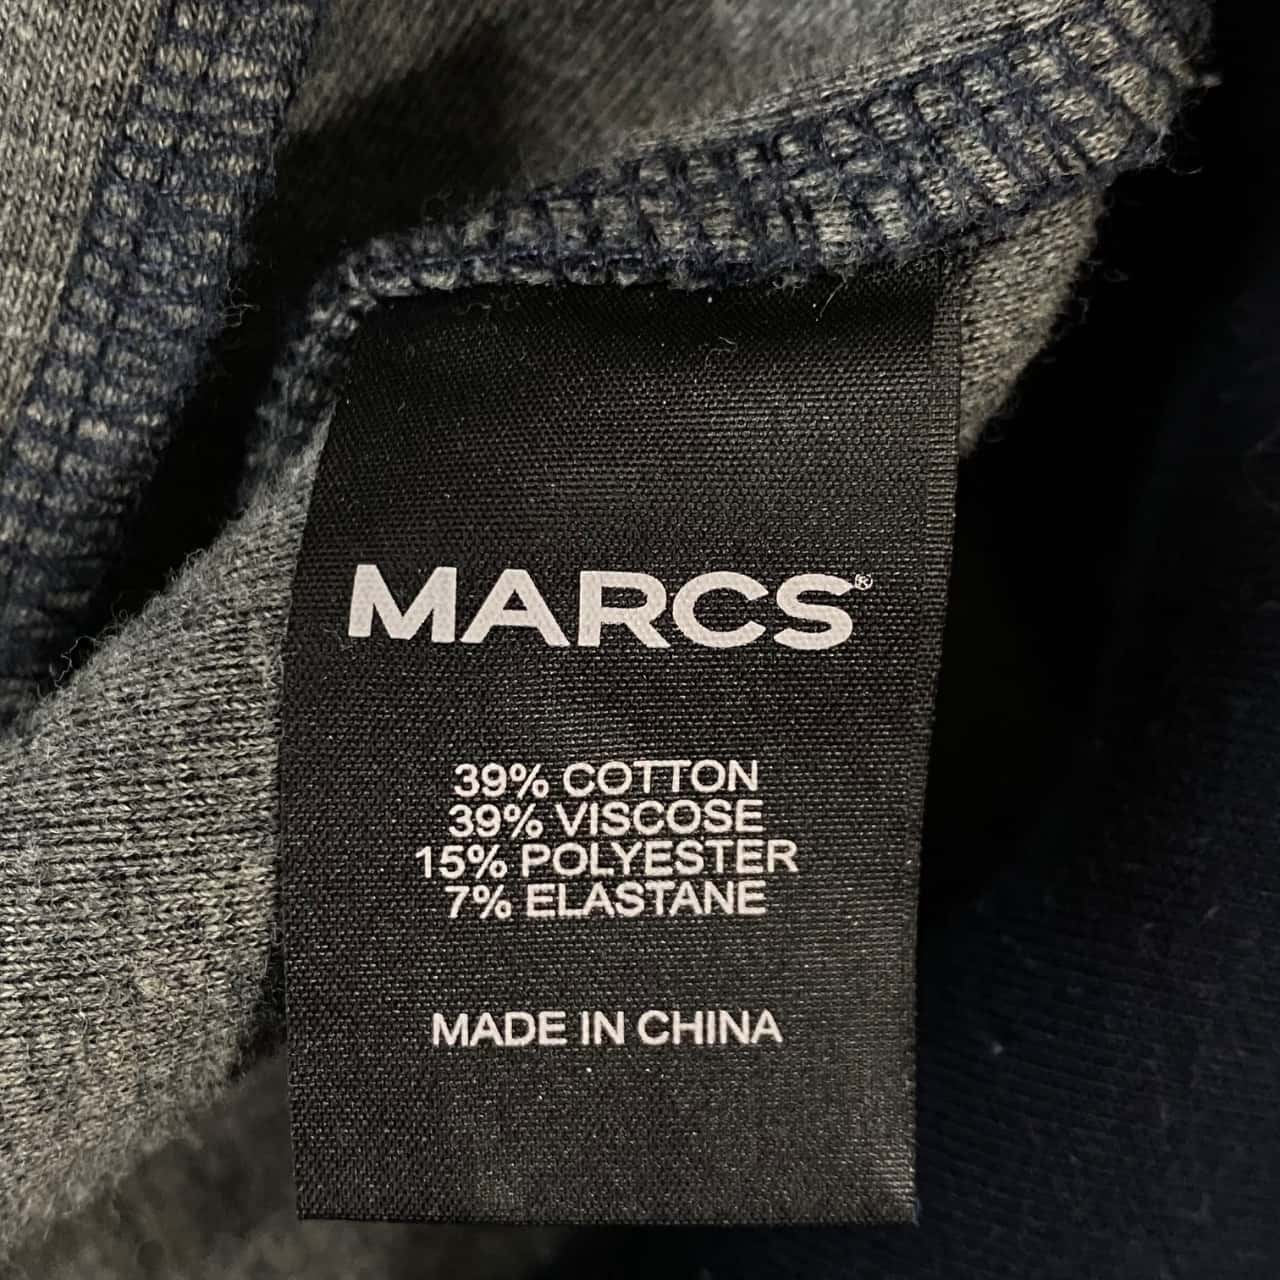 MARCS®
39% COTTON
39% VISCOSE
15% POLYESTER
7% ELASTANE
MADE IN CHINA